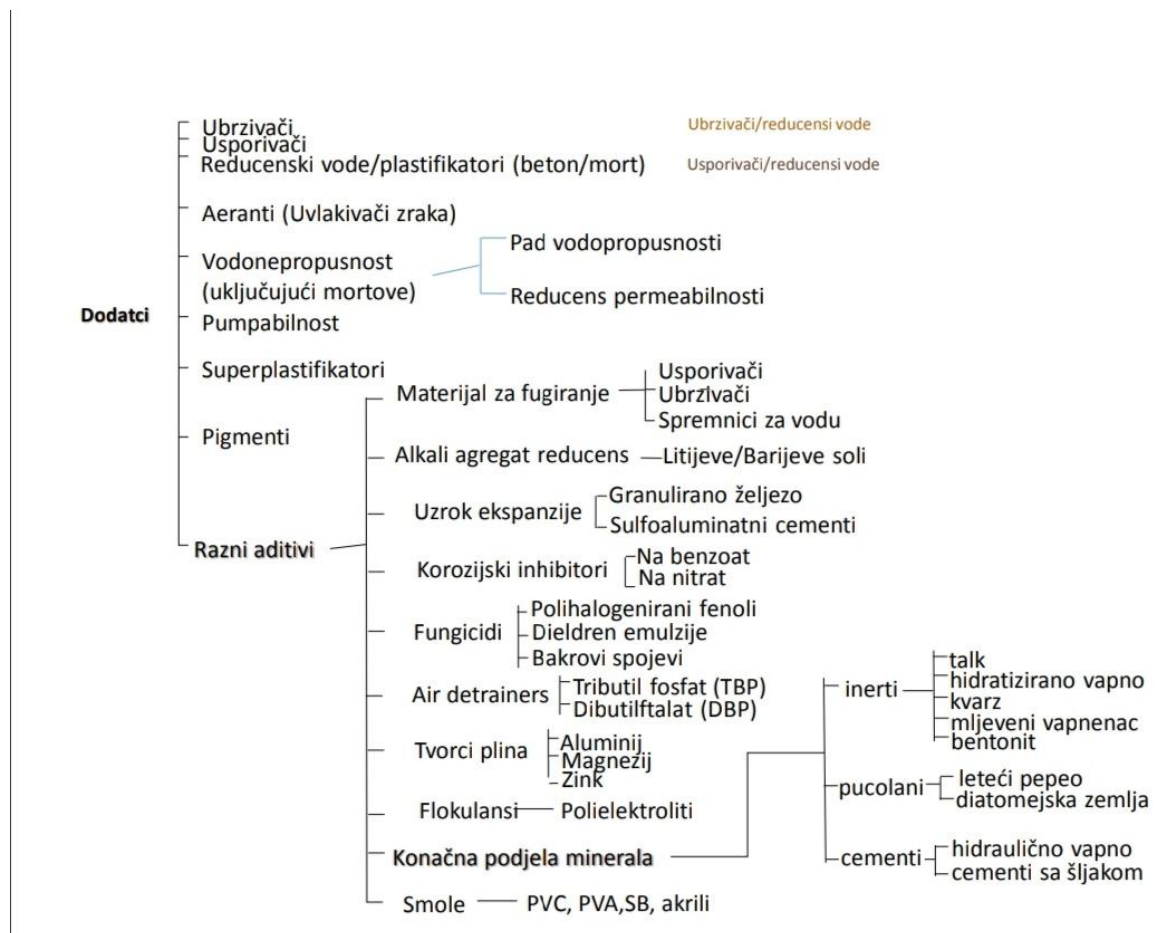 Ubrzivači
Ubrzivači/reducensi vode
Usporivači
Reducenski vode/plastifikatori (beton/mort)
Usporivači/reducensi vode
Aeranti (Uvlakivači zraka)
Vodonepropusnost
(uključujući mortove)
Pad vodopropusnosti
Reducens permeabilnosti
Dodatci
Pumpabilnost
Superplastifikatori
Pigmenti
Razni aditivi
Materijal za fugiranje
Usporivači
Ubrzivači
Spremnici za vodu
Alkali agregat reducens
Litijeve/Barijeve soli
Uzrok ekspanzije
Granulirano željezo
Sulfoaluminatni cementi
Korozijski inhibitori
Na benzoat
Na nitrat
Fungicidi
Polihalogenirani fenoli
Dieldren emulzije
Bakrovi spojevi
Air detrainers
Tributil fosfat (TBP)
Dibutilftalat (DBP)
Tvorci plina
Aluminij
Magnezij
Zink
Flokulansi
Polielektroliti
Konačna podjela minerala
inerti
talk
hidratizirano vapno
kvarz
mljeveni vapnenac
bentonit
pucolani
leteći pepeo
diatomejska zemlja
cementi
hidraulično vapno
cementi sa šljakom
Smole
PVC, PVA,SB, akrili